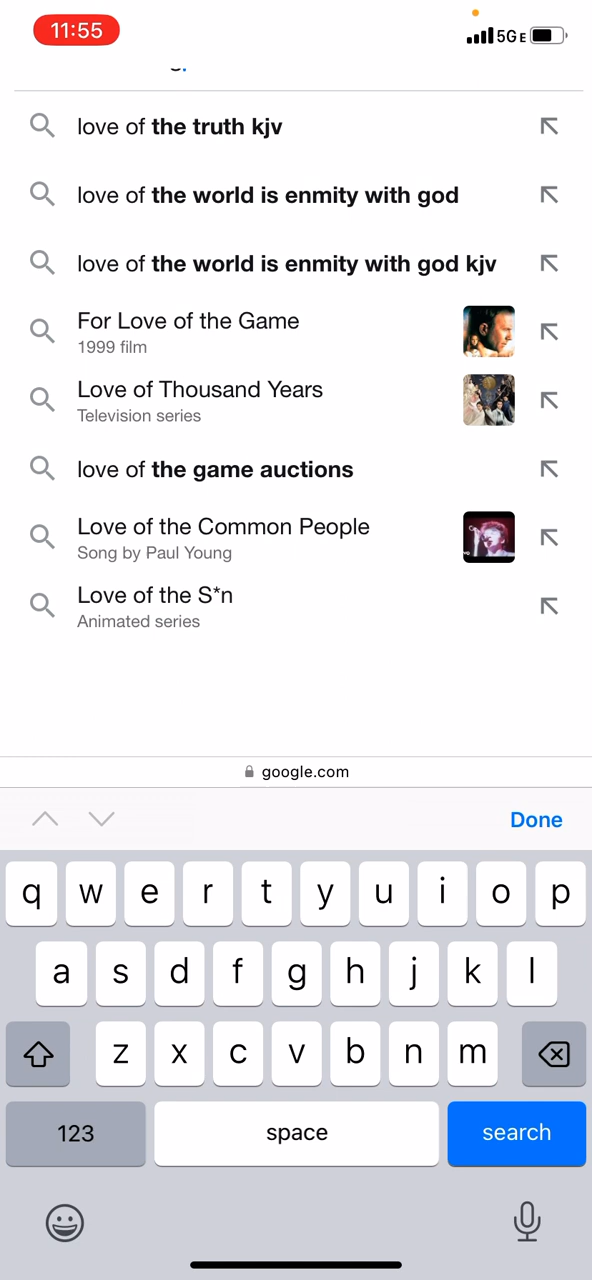 11:55
5G E
love of the truth kjv
love of the world is enmity with god
love of the world is enmity with god kjv
For Love of the Game
1999 film
Love of Thousand Years
Television series
love of the game auctions
Love of the Common People
Song by Paul Young
Love of the S*n
Animated series
google.com
Done
q w e r t y u i o p
a s d f g h j k l
z x c v b n m
123 space search